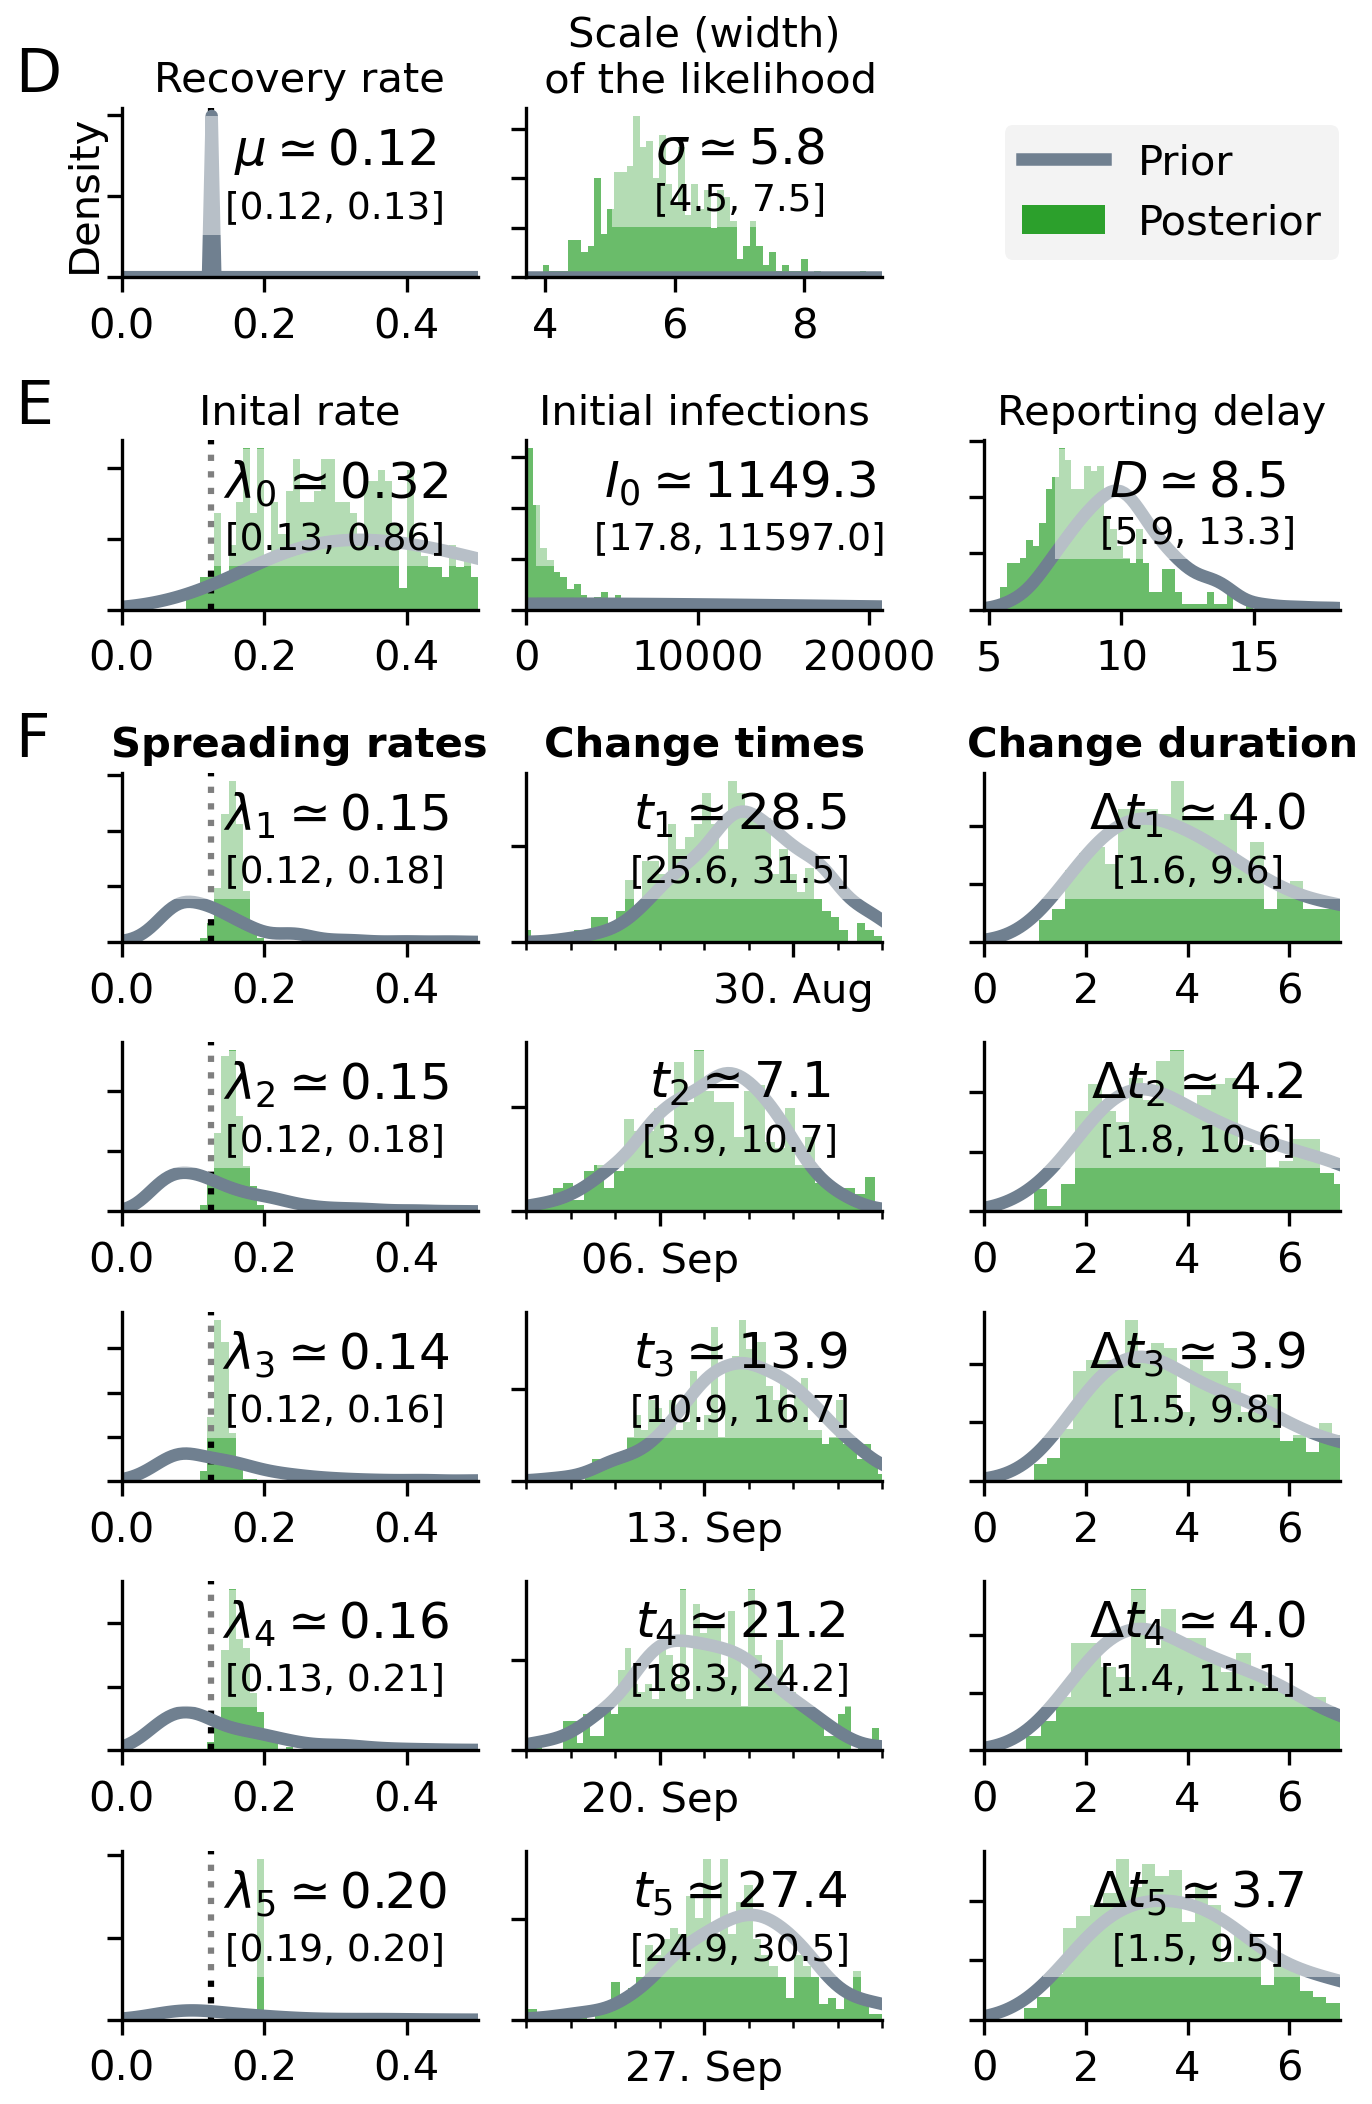 D
Recovery rate
Scale (width)
of the likelihood
Density
μ ≃ 0.12
[0.12, 0.13]
σ ≃ 5.8
[4.5, 7.5]
Prior
Posterior
0.0 0.2 0.4
4 6 8
E
Inital rate
Initial infections
Reporting delay
λ₀ ≃ 0.32
[0.13, 0.86]
I₀ ≃ 1149.3
[17.8, 11597.0]
D ≃ 8.5
[5.9, 13.3]
0.0 0.2 0.4
0 10000 20000
5 10 15
F
Spreading rates
Change times
Change duration
λ₁ ≃ 0.15
[0.12, 0.18]
t₁ ≃ 28.5
[25.6, 31.5]
Δt₁ ≃ 4.0
[1.6, 9.6]
0.0 0.2 0.4
30. Aug
0 2 4 6
λ₂ ≃ 0.15
[0.12, 0.18]
t₂ ≃ 7.1
[3.9, 10.7]
Δt₂ ≃ 4.2
[1.8, 10.6]
0.0 0.2 0.4
06. Sep
0 2 4 6
λ₃ ≃ 0.14
[0.12, 0.16]
t₃ ≃ 13.9
[10.9, 16.7]
Δt₃ ≃ 3.9
[1.5, 9.8]
0.0 0.2 0.4
13. Sep
0 2 4 6
λ₄ ≃ 0.16
[0.13, 0.21]
t₄ ≃ 21.2
[18.3, 24.2]
Δt₄ ≃ 4.0
[1.4, 11.1]
0.0 0.2 0.4
20. Sep
0 2 4 6
λ₅ ≃ 0.20
[0.19, 0.20]
t₅ ≃ 27.4
[24.9, 30.5]
Δt₅ ≃ 3.7
[1.5, 9.5]
0.0 0.2 0.4
27. Sep
0 2 4 6